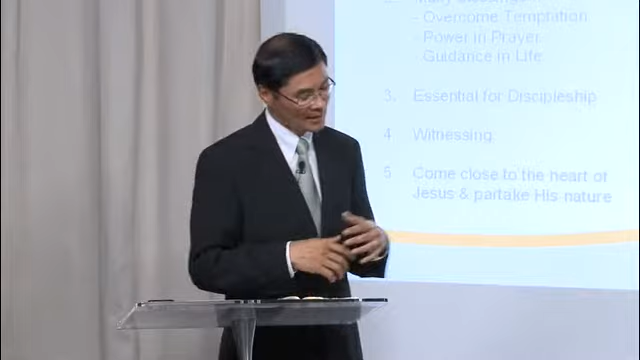 - Overcome Temptation
- Power in Prayer
- Guidance in Life
3. Essential for Discipleship
4 Witnessing
5 Come close to the heart of
Jesus & partake His nature